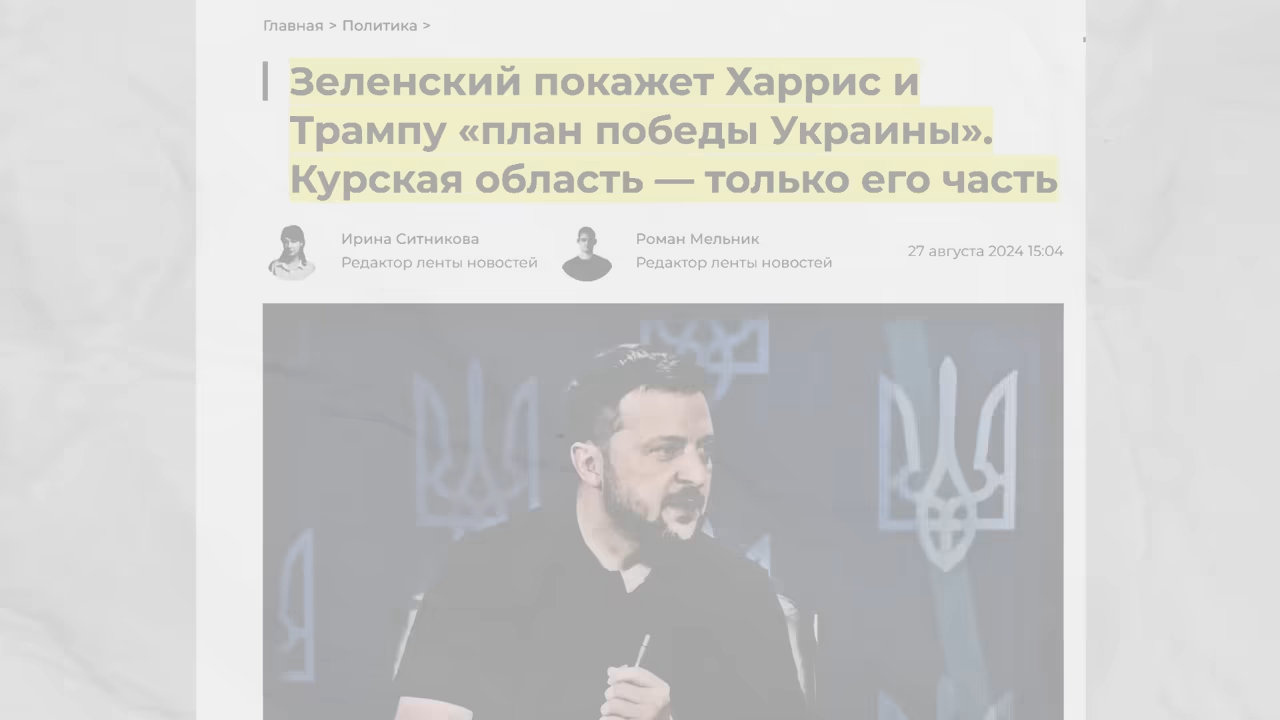 Главная > Политика >
Зеленский покажет Харрис и
Трампу «план победы Украины».
Курская область — только его часть
Ирина Ситникова
Редактор ленты новостей
Роман Мельник
Редактор ленты новостей
27 августа 2024 15:04